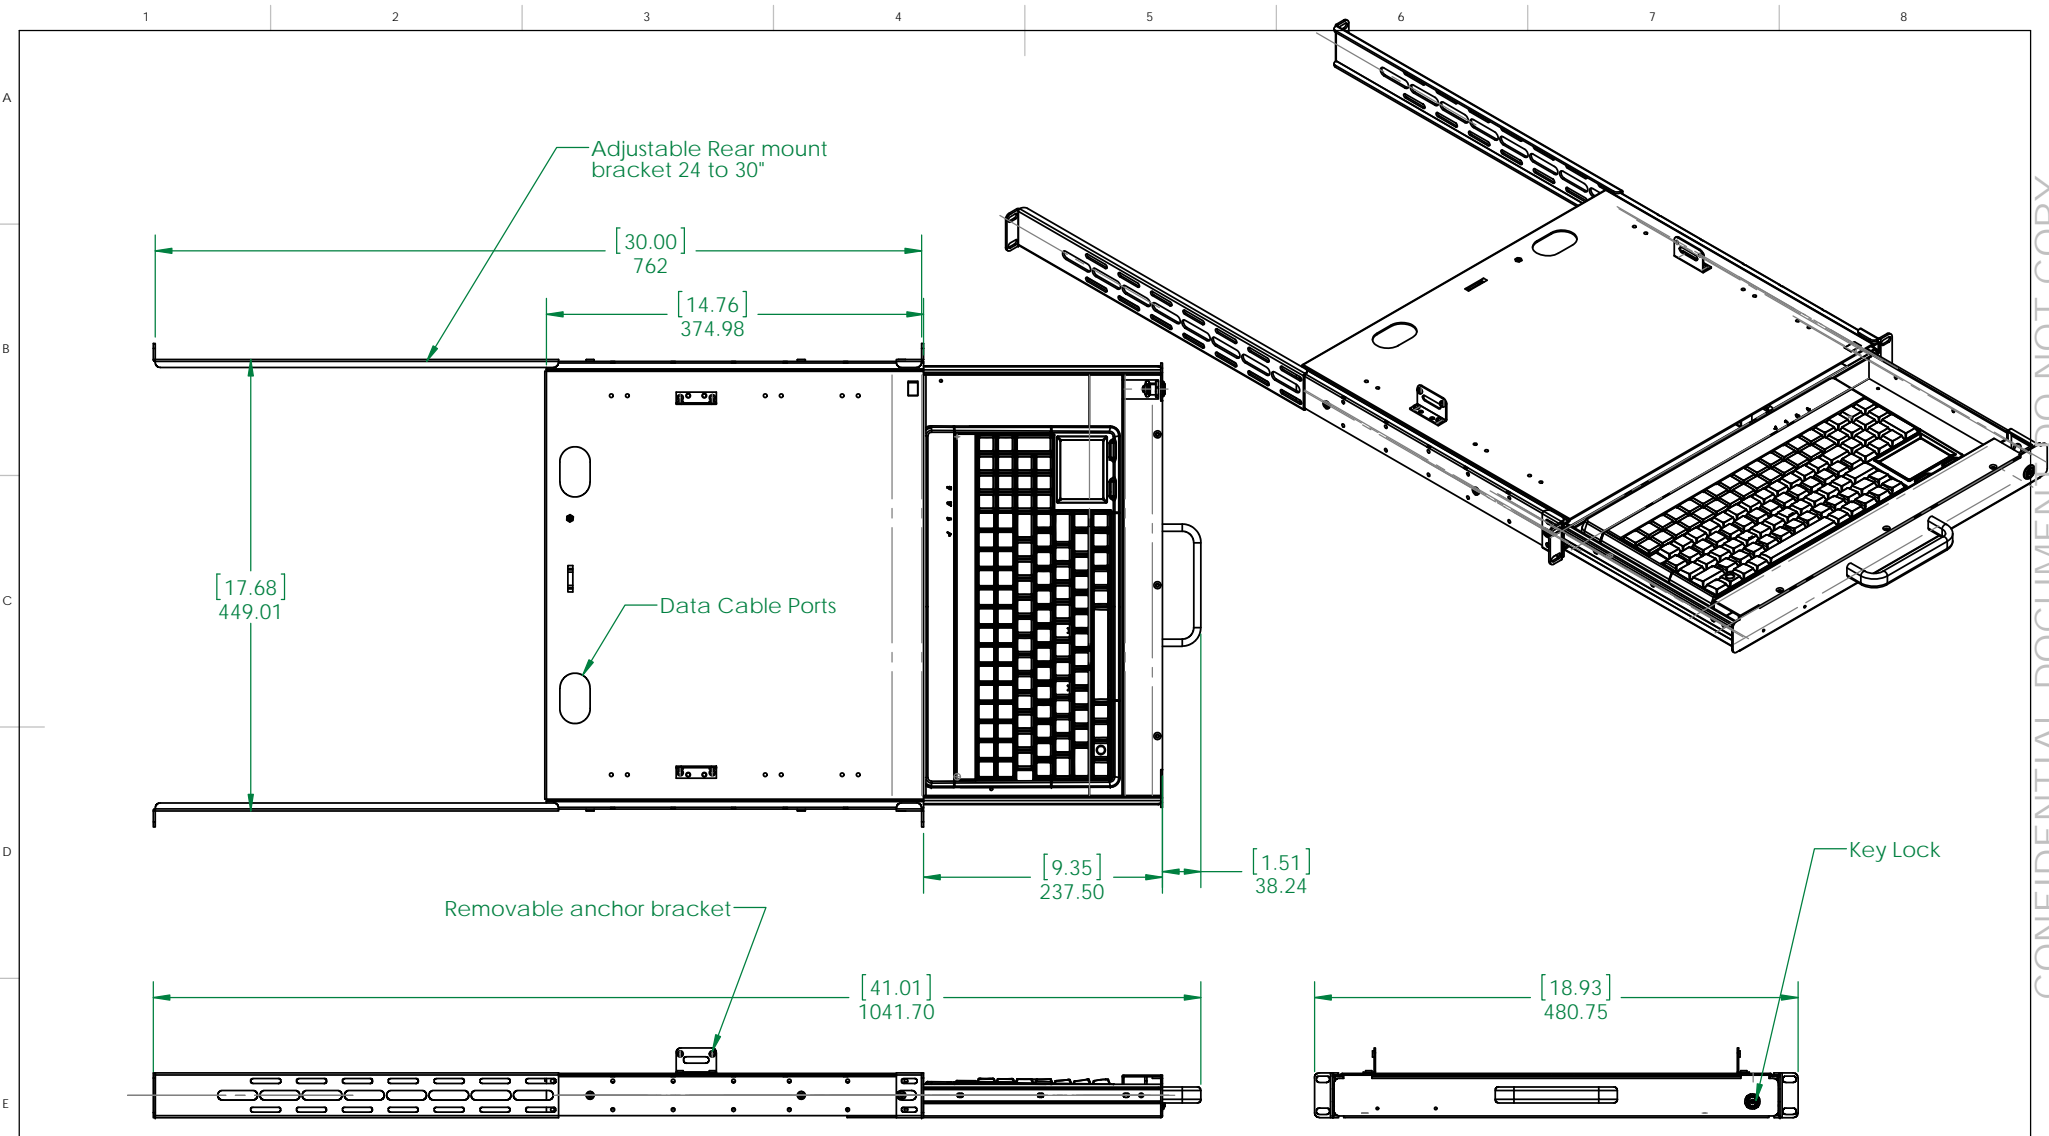 1 2 3 4 5 6 7 8
A
Adjustable Rear mount
bracket 24 to 30"
[30.00]
762
[14.76]
374.98
B
[17.68]
449.01
C
Data Cable Ports
D
[9.35]
237.50
[1.51]
38.24
Key Lock
Removable anchor bracket
[41.01]
1041.70
[18.93]
480.75
E
CONFIDENTIAL DOCUMENT DO NOT COPY